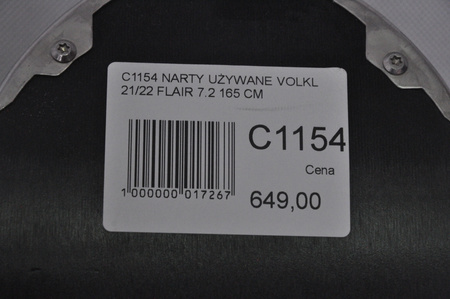 C1154 NARTY UŻYWANE VOLKL
21/22 FLAIR 7.2 165 CM
C1154
Cena
649,00
1 000000 017267